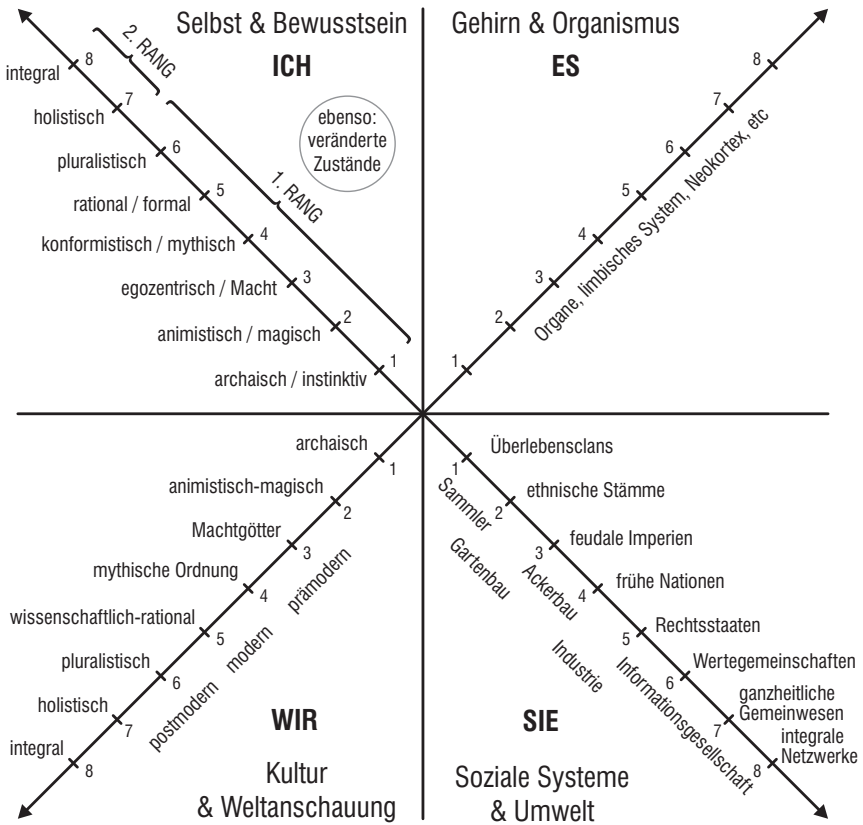 Selbst & Bewusstsein
ICH
2. RANG
1. RANG
ebenso:
veränderte
Zustände
integral
8
holistisch
7
pluralistisch
6
rational / formal
5
konformistisch / mythisch
4
egozentrisch / Macht
3
animistisch / magisch
2
archaisch / instinktiv
1
Gehirn & Organismus
ES
8
7
6
5
4
3
2
1
Organe, limbisches System, Neokortex, etc
archaisch
1
animistisch-magisch
2
Machtgötter
3
mythische Ordnung
4
wissenschaftlich-rational
5
pluralistisch
6
holistisch
7
integral
8
prämodern
modern
postmodern
WIR
Kultur
& Weltanschauung
Überlebensclans
1
ethnische Stämme
2
feudale Imperien
3
frühe Nationen
4
Rechtsstaaten
5
Wertegemeinschaften
6
ganzheitliche
Gemeinwesen
7
integrale
Netzwerke
8
Sammler
Gartenbau
Ackerbau
Industrie
Informationsgesellschaft
SIE
Soziale Systeme
& Umwelt